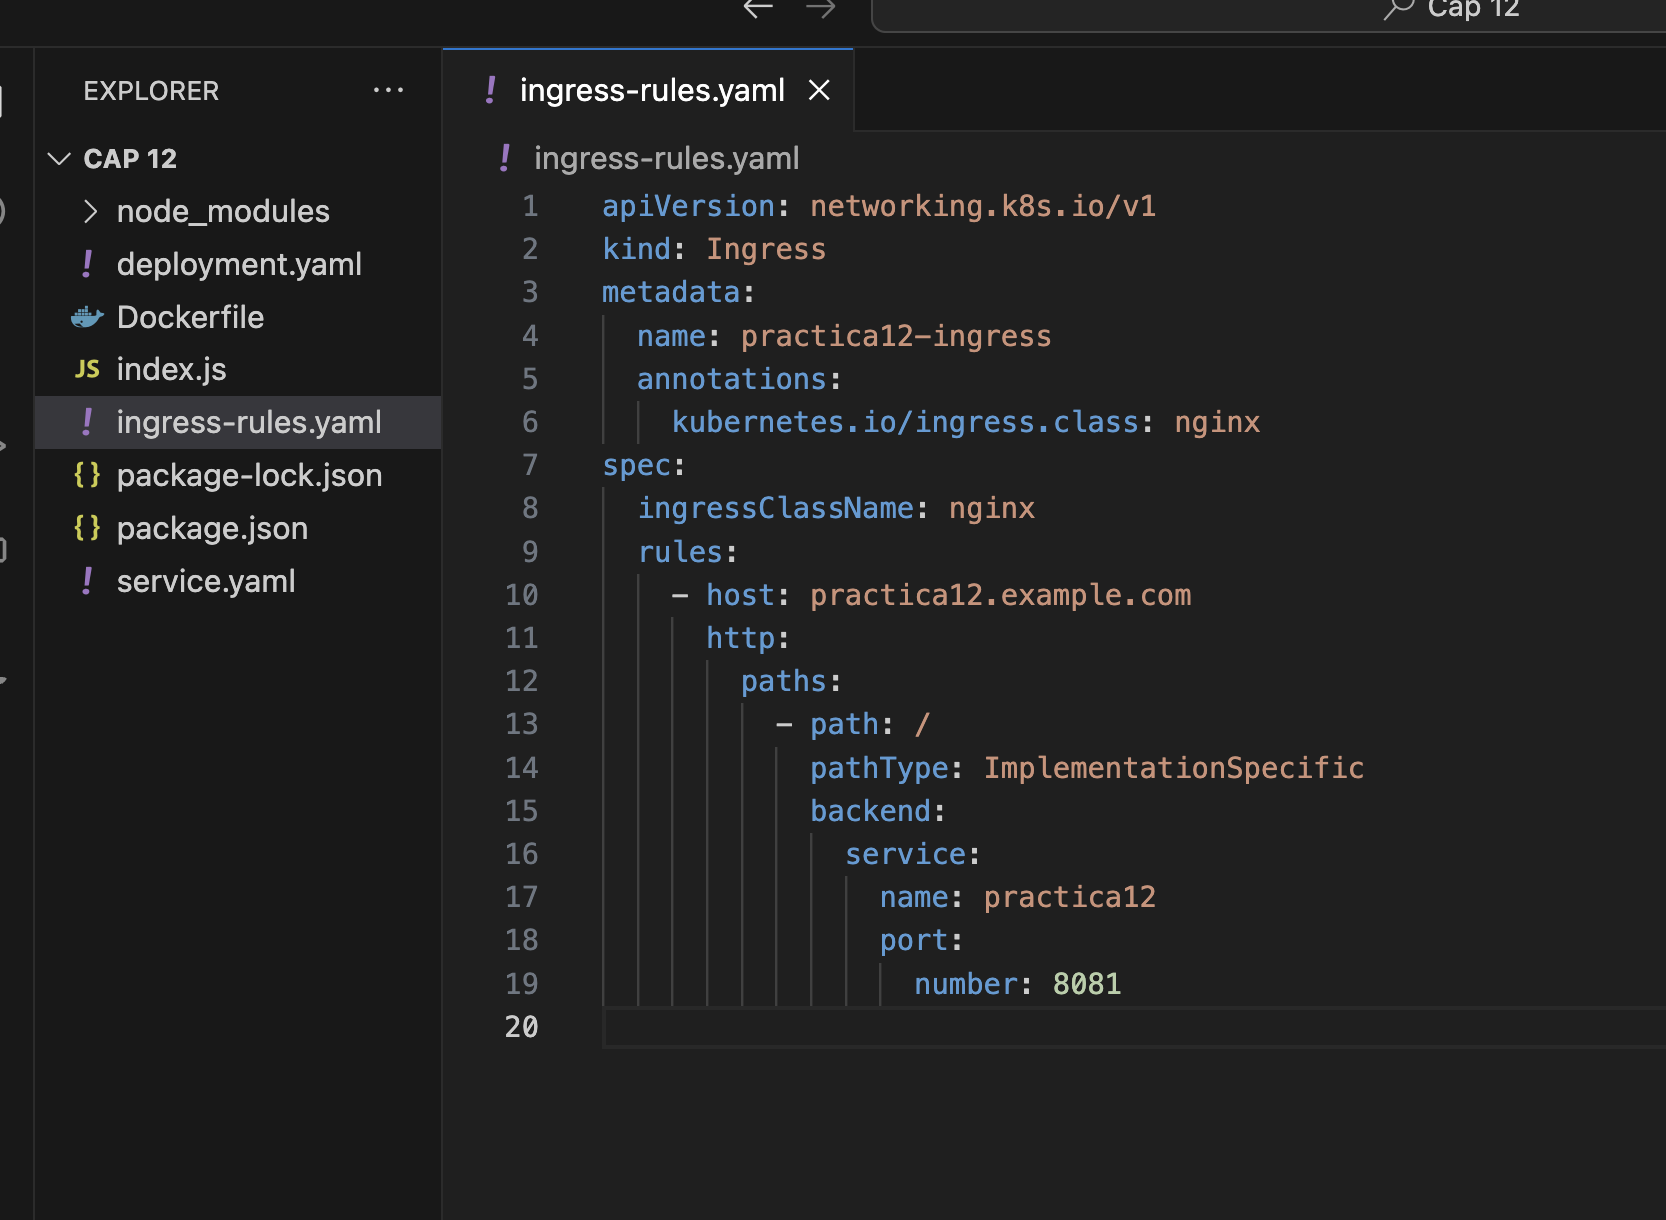 Cap 12
EXPLORER
ingress-rules.yaml
CAP 12
node_modules
deployment.yaml
Dockerfile
JS index.js
ingress-rules.yaml
{} package-lock.json
{} package.json
service.yaml
ingress-rules.yaml
1 apiVersion: networking.k8s.io/v1
2 kind: Ingress
3 metadata:
4   name: practica12-ingress
5   annotations:
6     kubernetes.io/ingress.class: nginx
7 spec:
8   ingressClassName: nginx
9   rules:
10     - host: practica12.example.com
11       http:
12         paths:
13           - path: /
14             pathType: ImplementationSpecific
15             backend:
16               service:
17                 name: practica12
18                 port:
19                   number: 8081
20